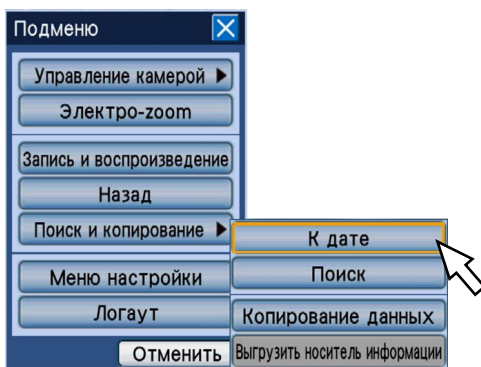 Подменю
Управление камерой
Электро-zoom
Запись и воспроизведение
Назад
Поиск и копирование
К дате
Поиск
Меню настройки
Логаут
Копирование данных
Отменить
Выгрузить носитель информации